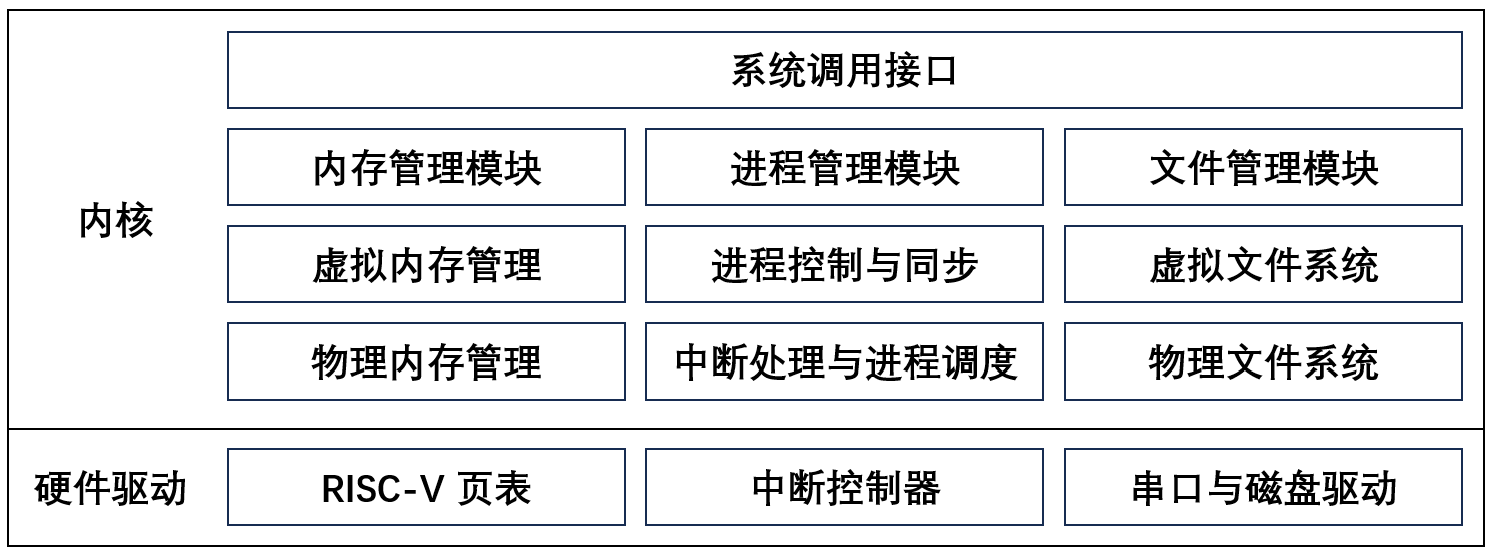 系统调用接口
内存管理模块
进程管理模块
文件管理模块
内核
虚拟内存管理
进程控制与同步
虚拟文件系统
物理内存管理
中断处理与进程调度
物理文件系统
硬件驱动
RISC-V 页表
中断控制器
串口与磁盘驱动